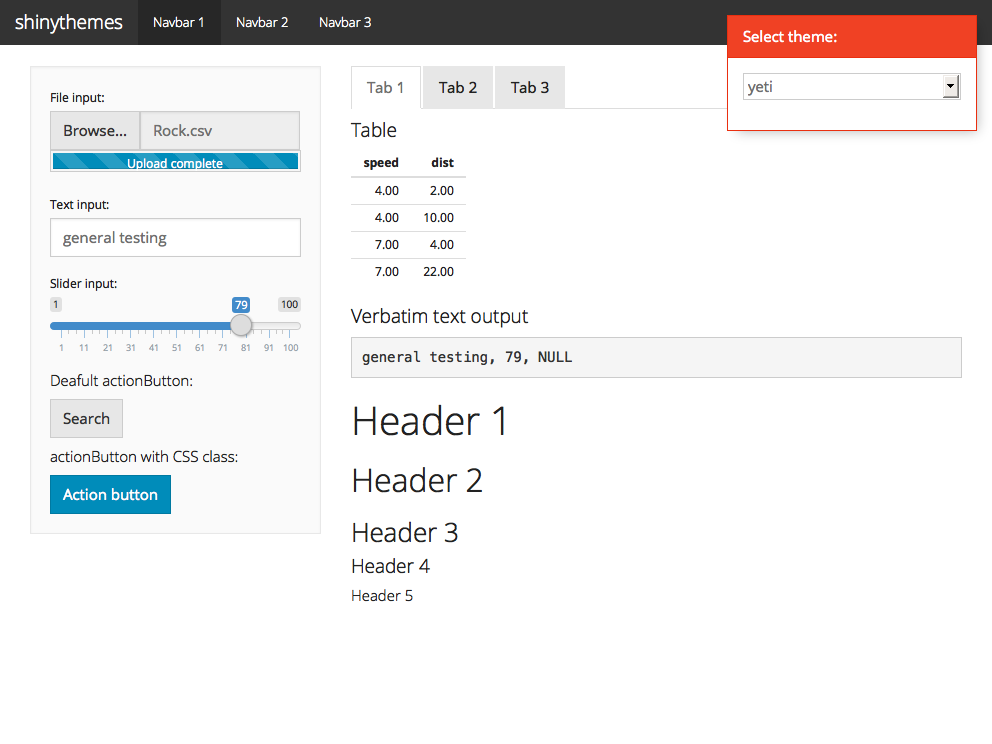 shinythemes Navbar 1 Navbar 2 Navbar 3
Select theme:
yeti
File input:
Browse... Rock.csv
Upload complete
Text input:
general testing
Slider input:
1 79 100
1 11 21 31 41 51 61 71 81 91 100
Deafult actionButton:
Search
actionButton with CSS class:
Action button
Tab 1 Tab 2 Tab 3
Table
speed dist
4.00 2.00
4.00 10.00
7.00 4.00
7.00 22.00
Verbatim text output
general testing, 79, NULL
Header 1
Header 2
Header 3
Header 4
Header 5